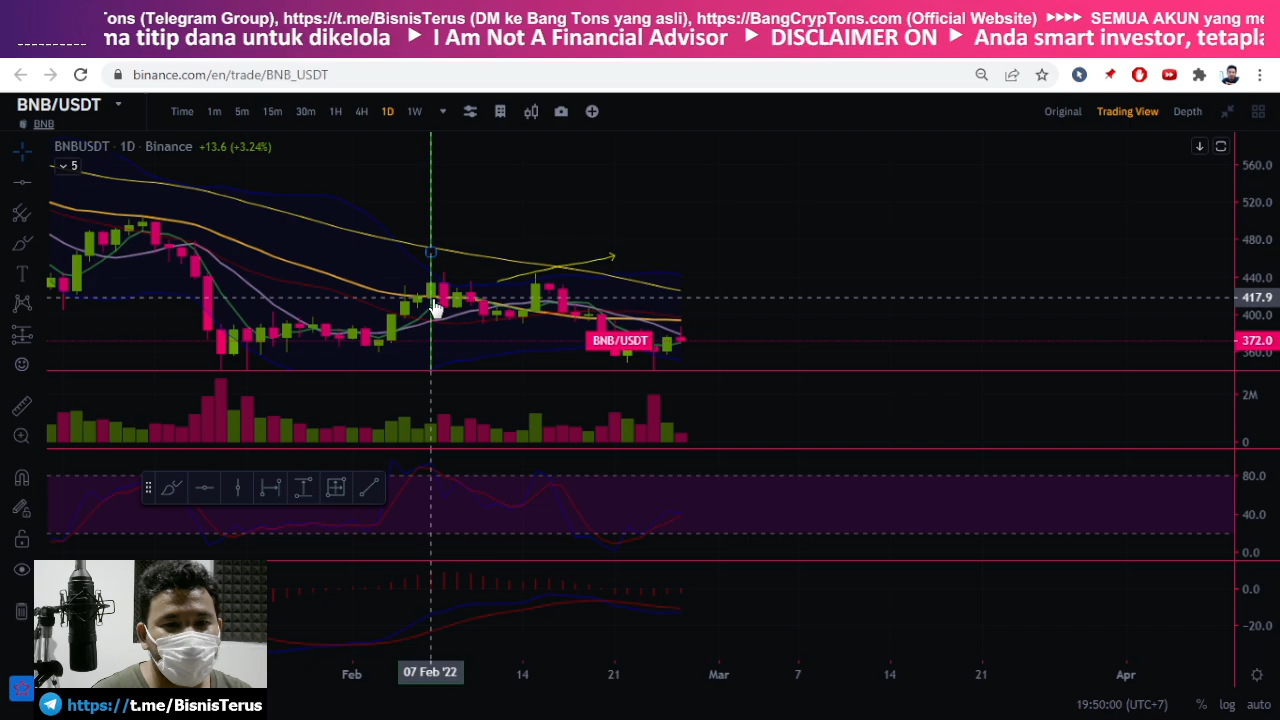 Tons (Telegram Group), https://t.me/BisnisTerus (DM ke Bang Tons yang asli), https://BangCrypTons.com (Official Website) ►►►► SEMUA AKUN yang me
ma titip dana untuk dikelola ► I Am Not A Financial Advisor ► DISCLAIMER ON ► Anda smart investor, tetapla
binance.com/en/trade/BNB_USDT
BNB/USDT
BNB
Time 1m 5m 15m 30m 1H 4H 1D 1W
Original Trading View Depth
BNBUSDT · 1D · Binance +13.6 (+3.24%)
5
560.0
520.0
480.0
440.0
417.9
400.0
BNB/USDT
372.0
360.0
2M
0
80.0
40.0
0.0
0.0
-20.0
Feb 07 Feb '22 14 21 Mar 7 14 21 Apr
https://t.me/BisnisTerus
19:50:00 (UTC+7) % log auto